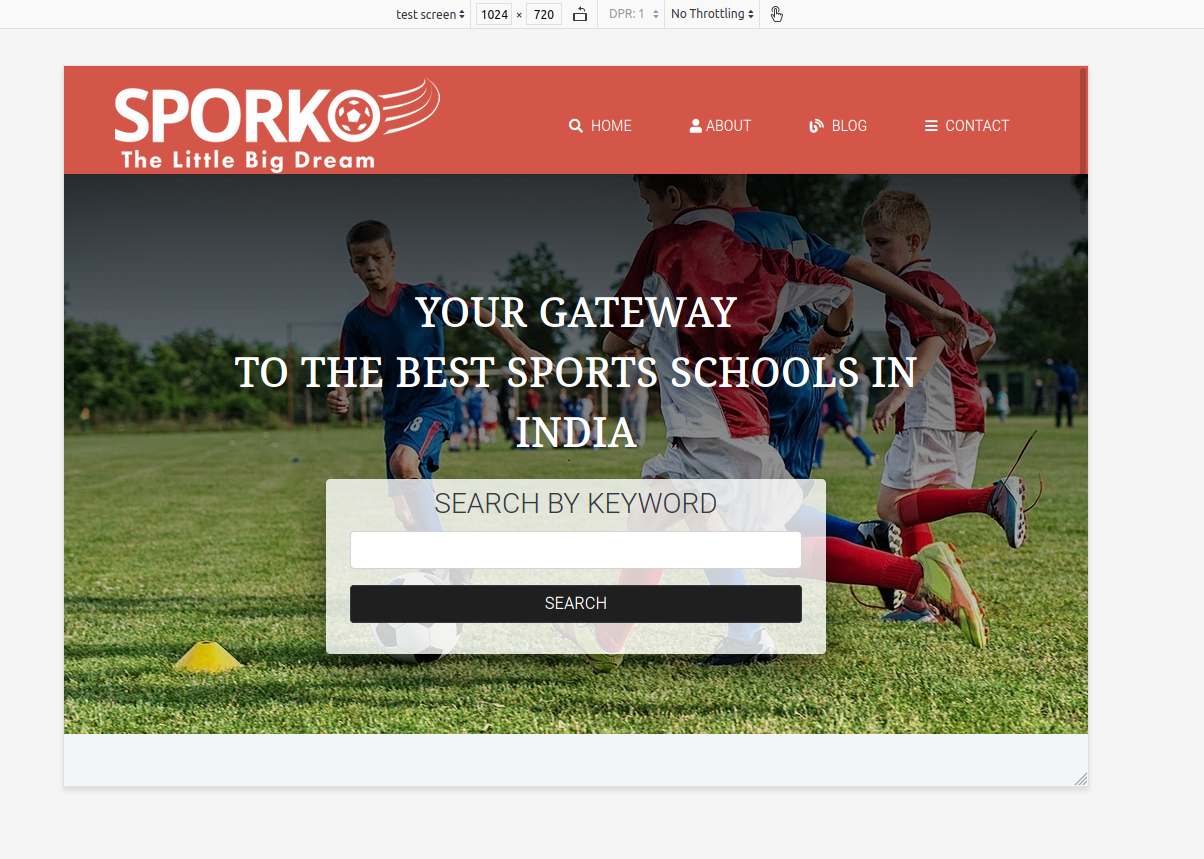 test screen 1024 × 720 DPR: 1 No Throttling
SPORKO
The Little Big Dream
HOME ABOUT BLOG CONTACT
YOUR GATEWAY
TO THE BEST SPORTS SCHOOLS IN
INDIA
18
SEARCH BY KEYWORD
SEARCH